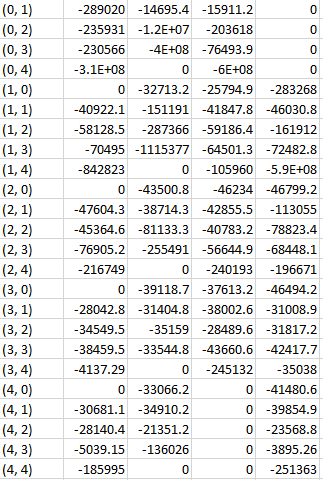 (0, 1) -289020 -14695.4 -15911.2 0
(0, 2) -235931 -1.2E+07 -203618 0
(0, 3) -230566 -4E+08 -76493.9 0
(0, 4) -3.1E+08 0 -6E+08 0
(1, 0) 0 -32713.2 -25794.9 -283268
(1, 1) -40922.1 -151191 -41847.8 -46030.8
(1, 2) -58128.5 -287366 -59186.4 -161912
(1, 3) -70495 -1115377 -64501.3 -72482.8
(1, 4) -842823 0 -105960 -5.9E+08
(2, 0) 0 -43500.8 -46234 -46799.2
(2, 1) -47604.3 -38714.3 -42855.5 -113055
(2, 2) -45364.6 -81133.3 -40783.2 -78823.4
(2, 3) -76905.2 -255491 -56644.9 -68448.1
(2, 4) -216749 0 -240193 -196671
(3, 0) 0 -39118.7 -37613.2 -46494.2
(3, 1) -28042.8 -31404.8 -38002.6 -31008.9
(3, 2) -34549.5 -35159 -28489.6 -31817.2
(3, 3) -38459.5 -33544.8 -43660.6 -42417.7
(3, 4) -4137.29 0 -245132 -35038
(4, 0) 0 -33066.2 0 -41480.6
(4, 1) -30681.1 -34910.2 0 -39854.9
(4, 2) -28140.4 -21351.2 0 -23568.8
(4, 3) -5039.15 -136026 0 -3895.26
(4, 4) -185995 0 0 -251363